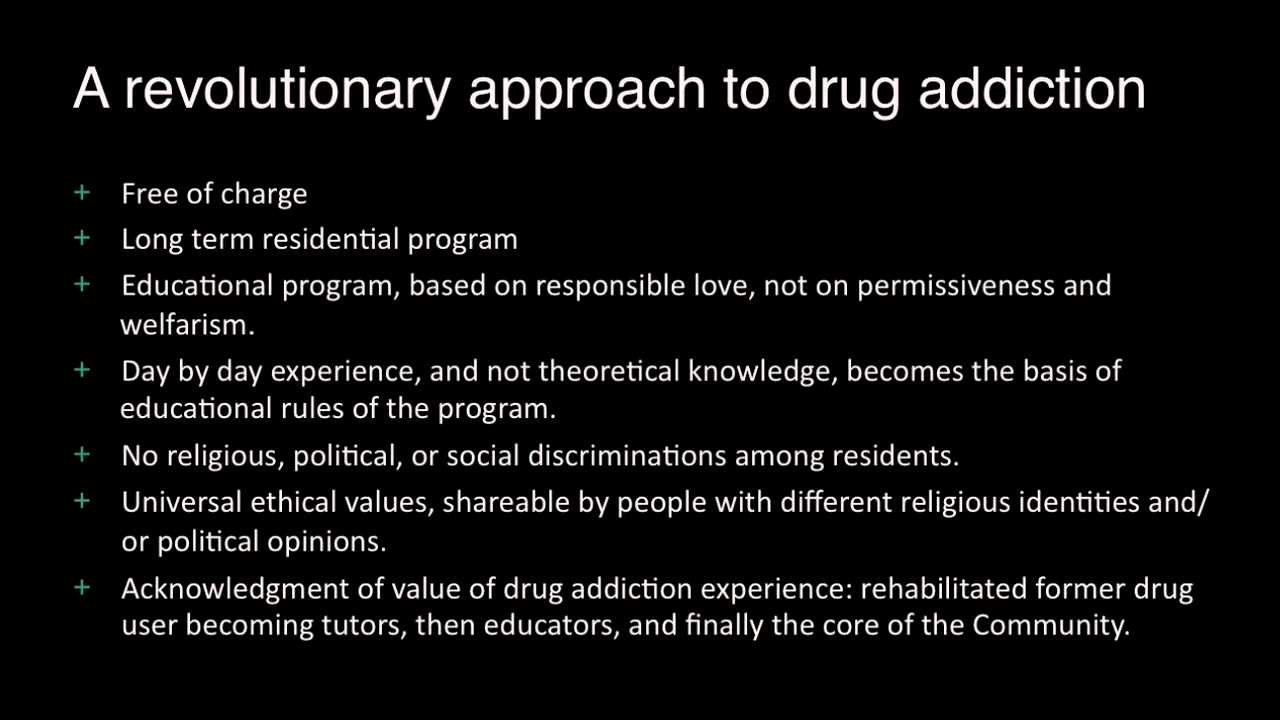 A revolutionary approach to drug addiction
+ Free of charge
+ Long term residential program
+ Educational program, based on responsible love, not on permissiveness and
welfarism.
+ Day by day experience, and not theoretical knowledge, becomes the basis of
educational rules of the program.
+ No religious, political, or social discriminations among residents.
+ Universal ethical values, shareable by people with different religious identities and/
or political opinions.
+ Acknowledgment of value of drug addiction experience: rehabilitated former drug
user becoming tutors, then educators, and finally the core of the Community.